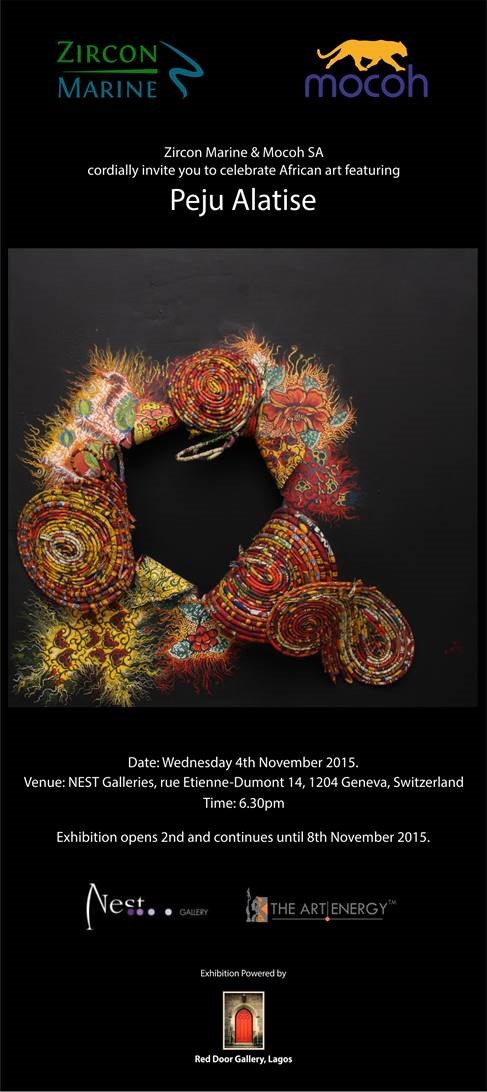 ZIRCON
MARINE
mocoh
Zircon Marine & Mocoh SA
cordially invite you to celebrate African art featuring
Peju Alatise
Date: Wednesday 4th November 2015.
Venue: NEST Galleries, rue Etienne-Dumont 14, 1204 Geneva, Switzerland
Time: 6.30pm
Exhibition opens 2nd and continues until 8th November 2015.
Nest GALLERY
THE ART|ENERGY™
Exhibition Powered by
Red Door Gallery, Lagos